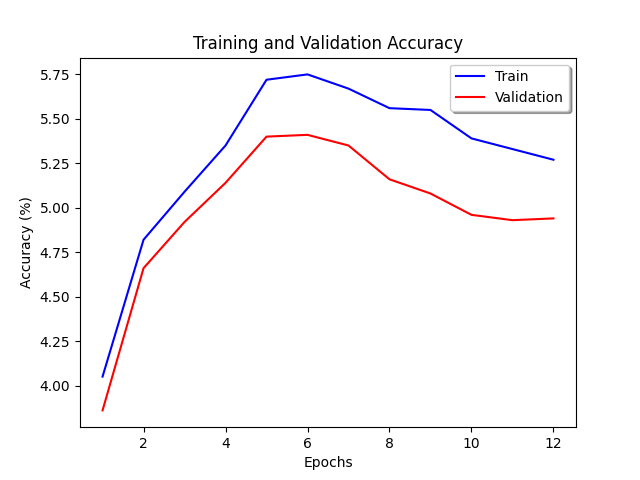 Training and Validation Accuracy
Train
Validation
Accuracy (%)
5.75
5.50
5.25
5.00
4.75
4.50
4.25
4.00
2
4
6
8
10
12
Epochs